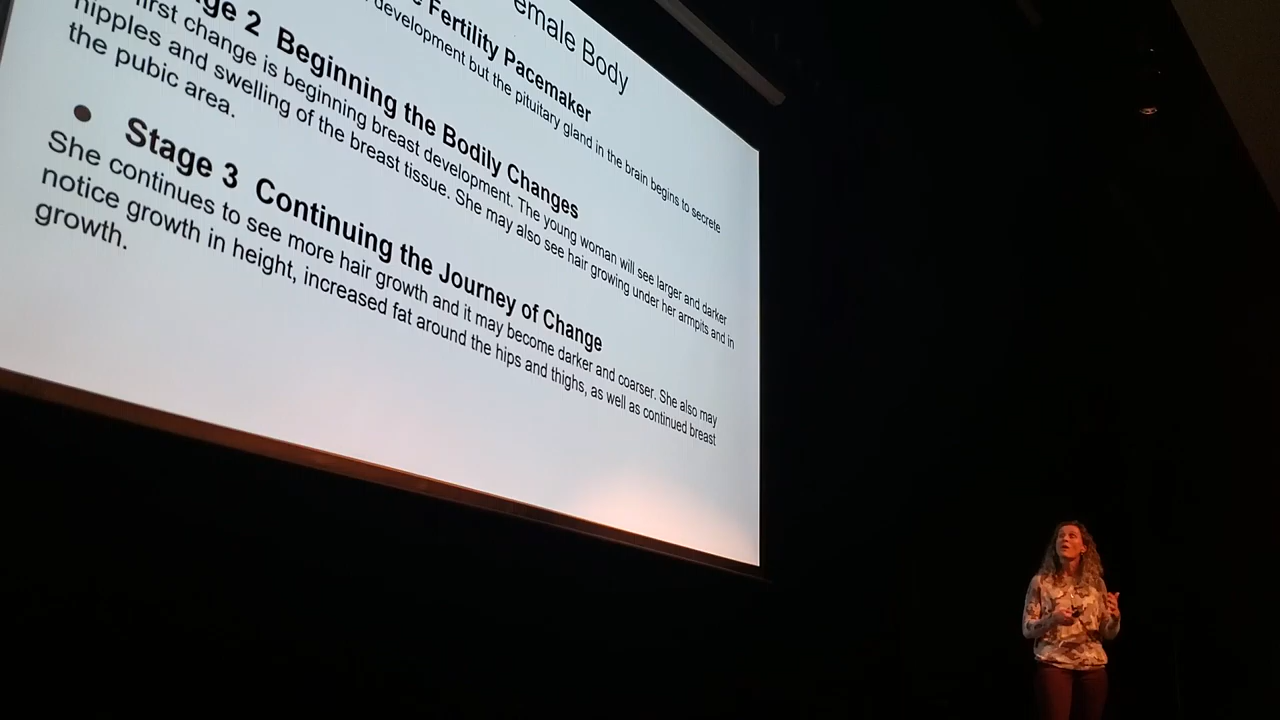 emale Body
Fertility Pacemaker
development but the pituitary gland in the brain begins to secrete
ge 2 Beginning the Bodily Changes
first change is beginning breast development. The young woman will see larger and darker
nipples and swelling of the breast tissue. She may also see hair growing under her armpits and in
the pubic area.
• Stage 3 Continuing the Journey of Change
She continues to see more hair growth and it may become darker and coarser. She also may
notice growth in height, increased fat around the hips and thighs, as well as continued breast
growth.